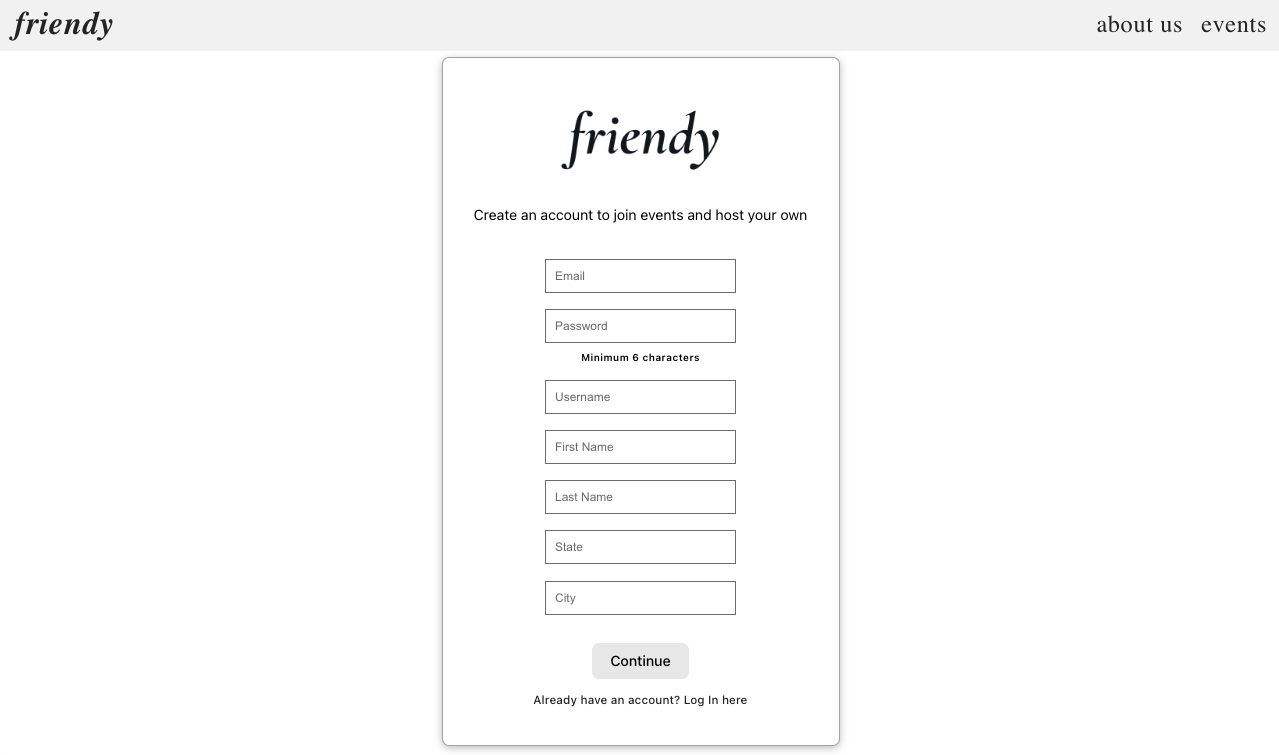 friendy
about us events
friendy
Create an account to join events and host your own
Email
Password
Minimum 6 characters
Username
First Name
Last Name
State
City
Continue
Already have an account? Log In here